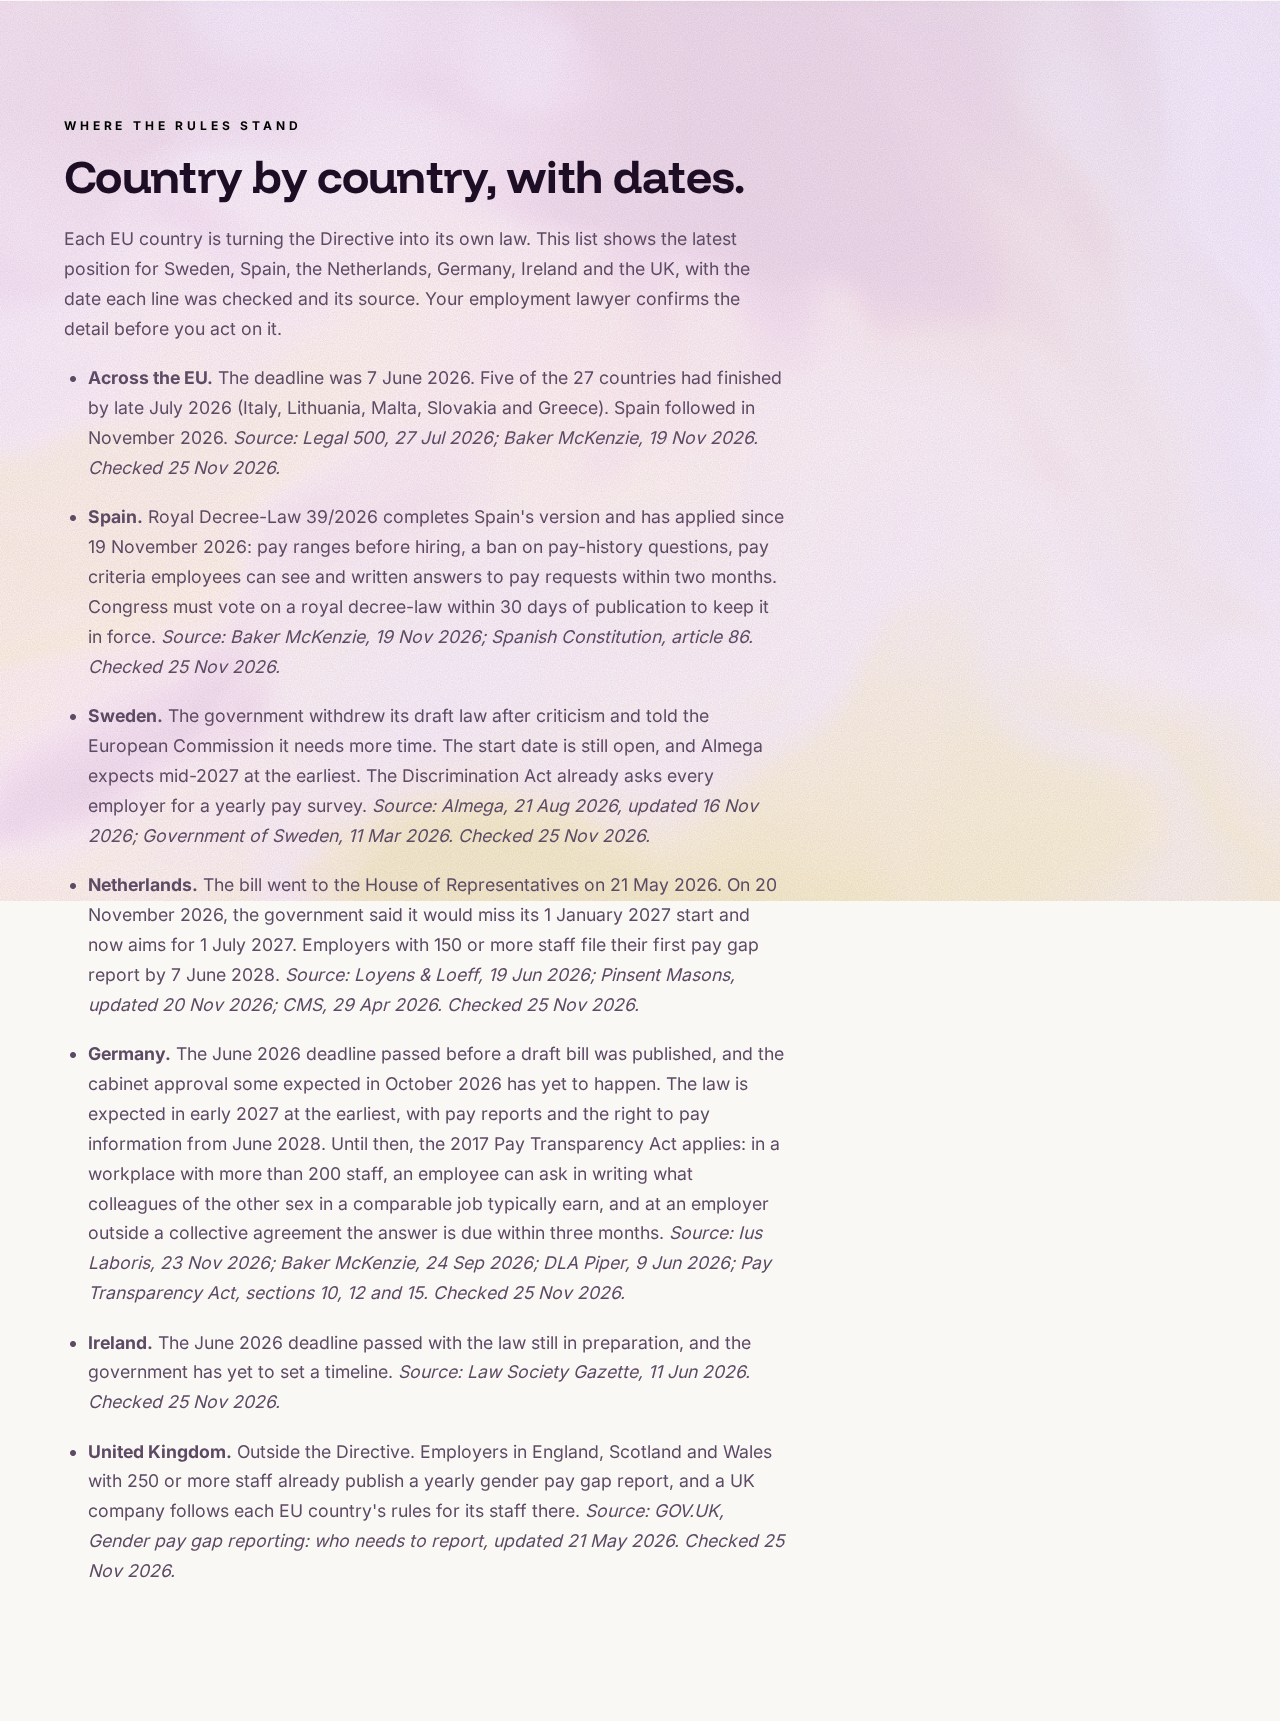 WHERE THE RULES STAND
Country by country, with dates.
Each EU country is turning the Directive into its own law. This list shows the latest
position for Sweden, Spain, the Netherlands, Germany, Ireland and the UK, with the
date each line was checked and its source. Your employment lawyer confirms the
detail before you act on it.
• Across the EU. The deadline was 7 June 2026. Five of the 27 countries had finished
by late July 2026 (Italy, Lithuania, Malta, Slovakia and Greece). Spain followed in
November 2026. Source: Legal 500, 27 Jul 2026; Baker McKenzie, 19 Nov 2026.
Checked 25 Nov 2026.
• Spain. Royal Decree-Law 39/2026 completes Spain's version and has applied since
19 November 2026: pay ranges before hiring, a ban on pay-history questions, pay
criteria employees can see and written answers to pay requests within two months.
Congress must vote on a royal decree-law within 30 days of publication to keep it
in force. Source: Baker McKenzie, 19 Nov 2026; Spanish Constitution, article 86.
Checked 25 Nov 2026.
• Sweden. The government withdrew its draft law after criticism and told the
European Commission it needs more time. The start date is still open, and Almega
expects mid-2027 at the earliest. The Discrimination Act already asks every
employer for a yearly pay survey. Source: Almega, 21 Aug 2026, updated 16 Nov
2026; Government of Sweden, 11 Mar 2026. Checked 25 Nov 2026.
• Netherlands. The bill went to the House of Representatives on 21 May 2026. On 20
November 2026, the government said it would miss its 1 January 2027 start and
now aims for 1 July 2027. Employers with 150 or more staff file their first pay gap
report by 7 June 2028. Source: Loyens & Loeff, 19 Jun 2026; Pinsent Masons,
updated 20 Nov 2026; CMS, 29 Apr 2026. Checked 25 Nov 2026.
• Germany. The June 2026 deadline passed before a draft bill was published, and the
cabinet approval some expected in October 2026 has yet to happen. The law is
expected in early 2027 at the earliest, with pay reports and the right to pay
information from June 2028. Until then, the 2017 Pay Transparency Act applies: in a
workplace with more than 200 staff, an employee can ask in writing what
colleagues of the other sex in a comparable job typically earn, and at an employer
outside a collective agreement the answer is due within three months. Source: Ius
Laboris, 23 Nov 2026; Baker McKenzie, 24 Sep 2026; DLA Piper, 9 Jun 2026; Pay
Transparency Act, sections 10, 12 and 15. Checked 25 Nov 2026.
• Ireland. The June 2026 deadline passed with the law still in preparation, and the
government has yet to set a timeline. Source: Law Society Gazette, 11 Jun 2026.
Checked 25 Nov 2026.
• United Kingdom. Outside the Directive. Employers in England, Scotland and Wales
with 250 or more staff already publish a yearly gender pay gap report, and a UK
company follows each EU country's rules for its staff there. Source: GOV.UK,
Gender pay gap reporting: who needs to report, updated 21 May 2026. Checked 25
Nov 2026.